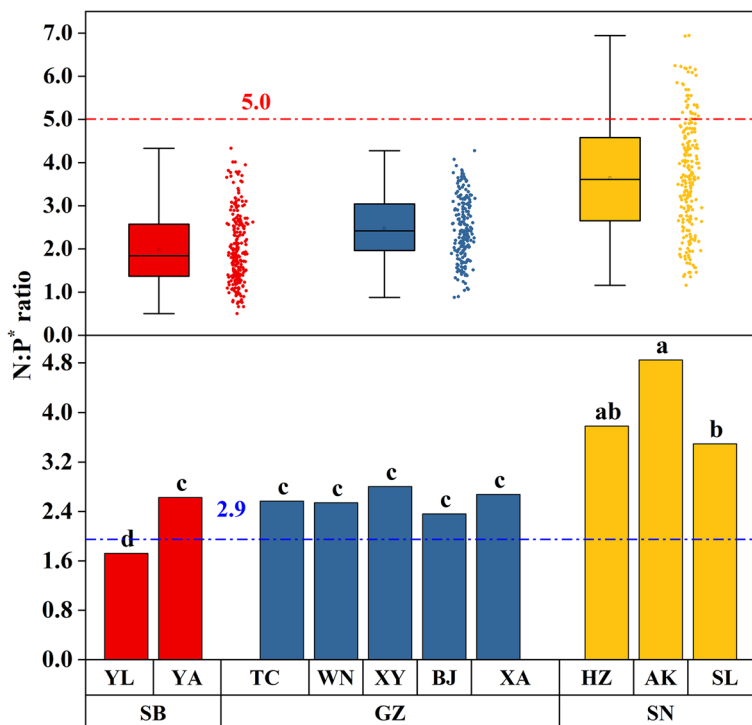 7.0
6.0
5.0
5.0
4.0
3.0
2.0
1.0
0.0
N:P* ratio
4.8
a
4.0
ab
b
3.2
c
c
c
c
c
c
2.4
2.9
d
1.6
0.8
0.0
YL YA TC WN XY BJ XA HZ AK SL
SB GZ SN